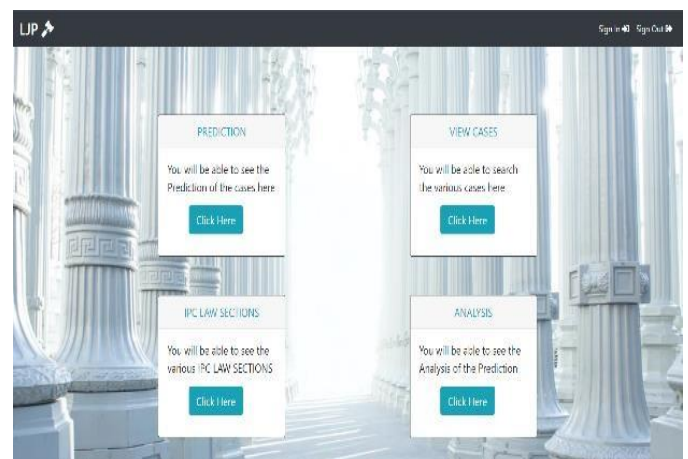 LJP
Sign In Sign Out
PREDICTION
You will be able to see the
Prediction of the cases here
Click Here
VIEW CASES
You will be able to search
the various cases here
Click Here
IPC LAW SECTIONS
You will be able to see the
various IPC LAW SECTIONS
Click Here
ANALYSIS
You will be able to see the
Analysis of the Prediction
Click Here